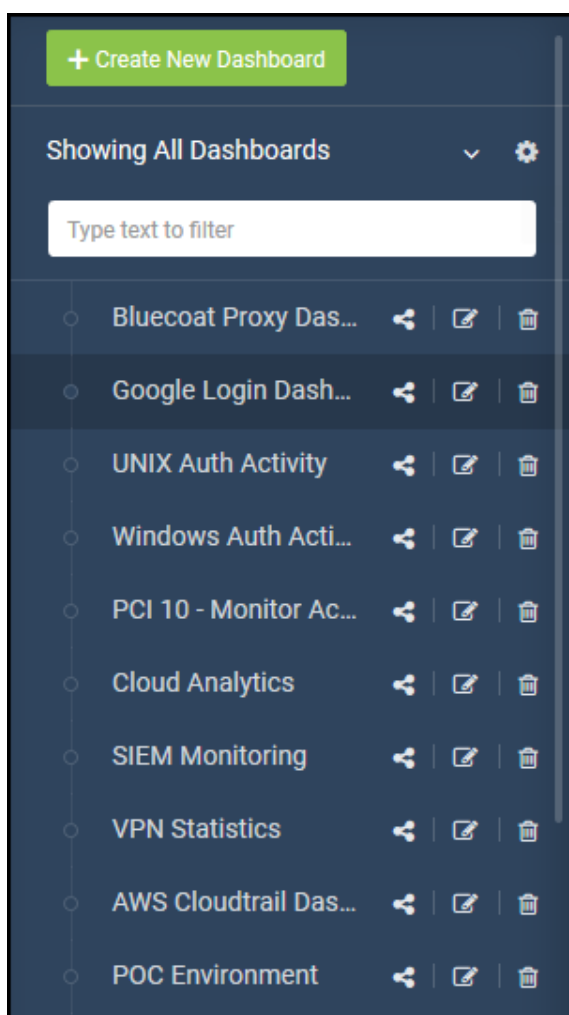 + Create New Dashboard
Showing All Dashboards
Type text to filter
Bluecoat Proxy Das...
Google Login Dash...
UNIX Auth Activity
Windows Auth Acti...
PCI 10 - Monitor Ac...
Cloud Analytics
SIEM Monitoring
VPN Statistics
AWS Cloudtrail Das...
POC Environment